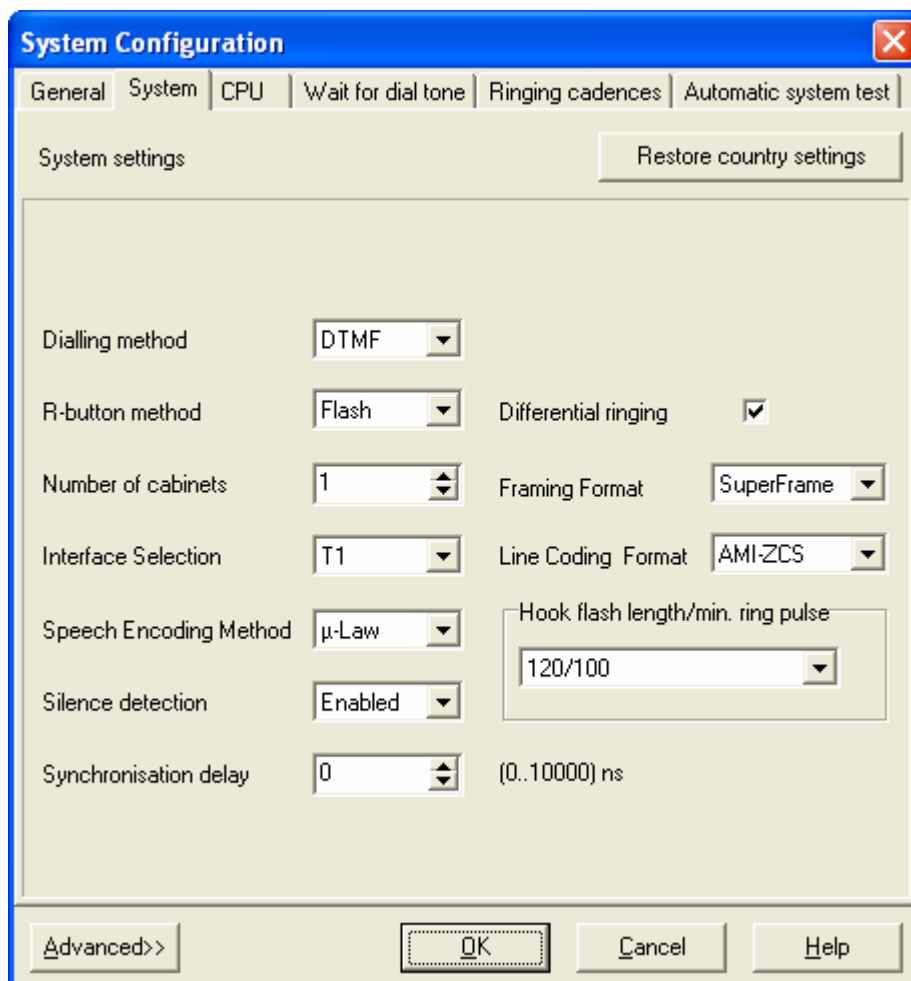 System Configuration
General System CPU Wait for dial tone Ringing cadences Automatic system test
System settings Restore country settings
Dialling method DTMF
R-button method Flash Differential ringing
Number of cabinets 1 Framing Format SuperFrame
Interface Selection T1 Line Coding Format AMI-ZCS
Hook flash length/min. ring pulse
Speech Encoding Method µ-Law
120/100
Silence detection Enabled
Synchronisation delay 0 (0..10000) ns
Advanced>> OK Cancel Help